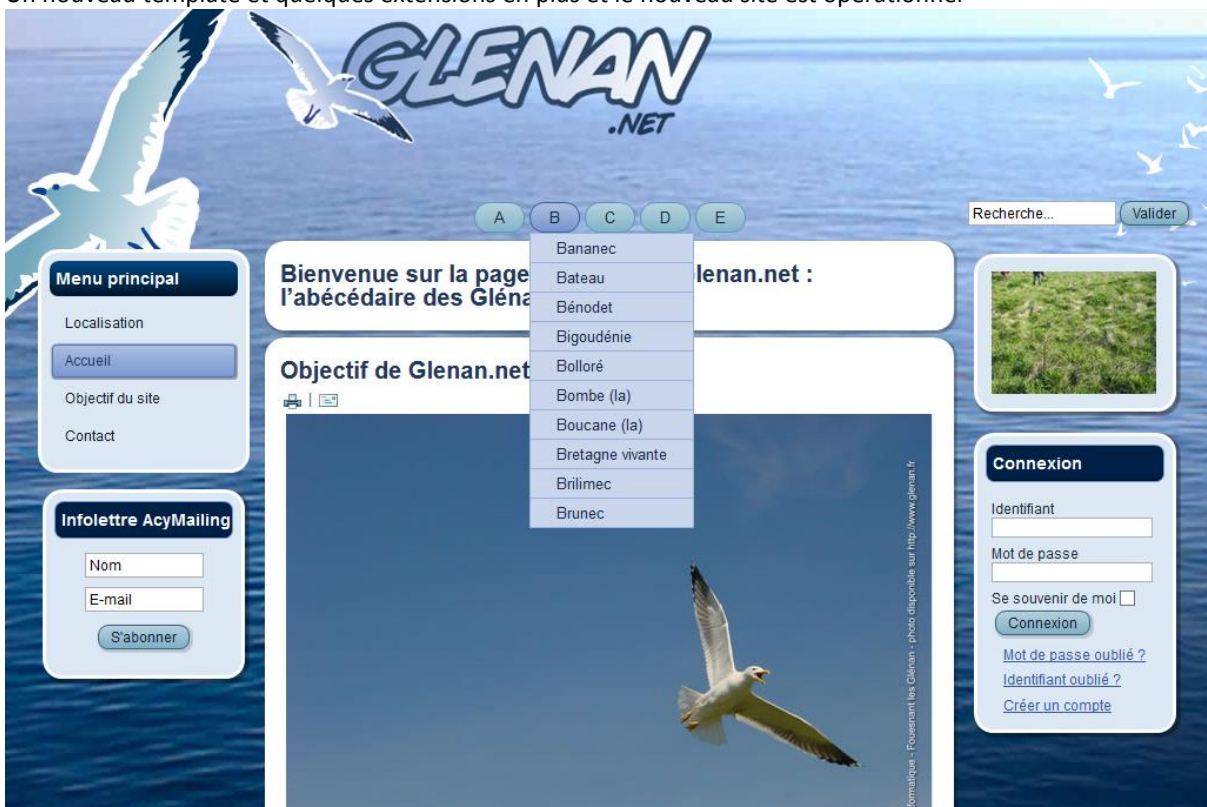 Un nouveau template et quelques extensions en plus et le nouveau site est opérationnel
GLENAN
.NET
A B C D E
Recherche... Valider
Bananec
Bateau
Bénodet
Bigoudénie
Bolloré
Bombe (la)
Boucane (la)
Bretagne vivante
Brilimec
Brunec
Menu principal
Localisation
Accueil
Objectif du site
Contact
Infolettre AcyMailing
Nom
E-mail
S'abonner
Bienvenue sur la page lenan.net :
l’abécédaire des Gléna
Objectif de Glenan.net
formatique - Fouesnant les Glénan - photo disponible sur http://www.glenan.fr
Connexion
Identifiant
Mot de passe
Se souvenir de moi
Connexion
Mot de passe oublié ?
Identifiant oublié ?
Créer un compte